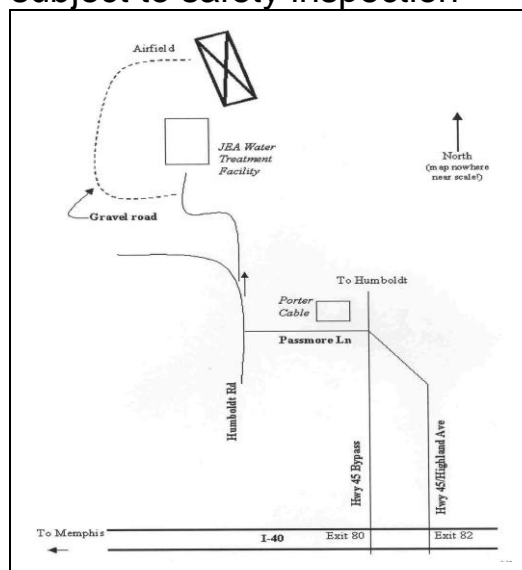 subject to safety inspection
Airfield
JEA Water
Treatment
Facility
North
(map nowhere
near scale!)
Gravel road
To Humboldt
Porter
Cable
Passmore Ln
Humboldt Rd
Hwy 45 Bypass
Hwy 45/Highland Ave
To Memphis
I-40
Exit 80
Exit 82